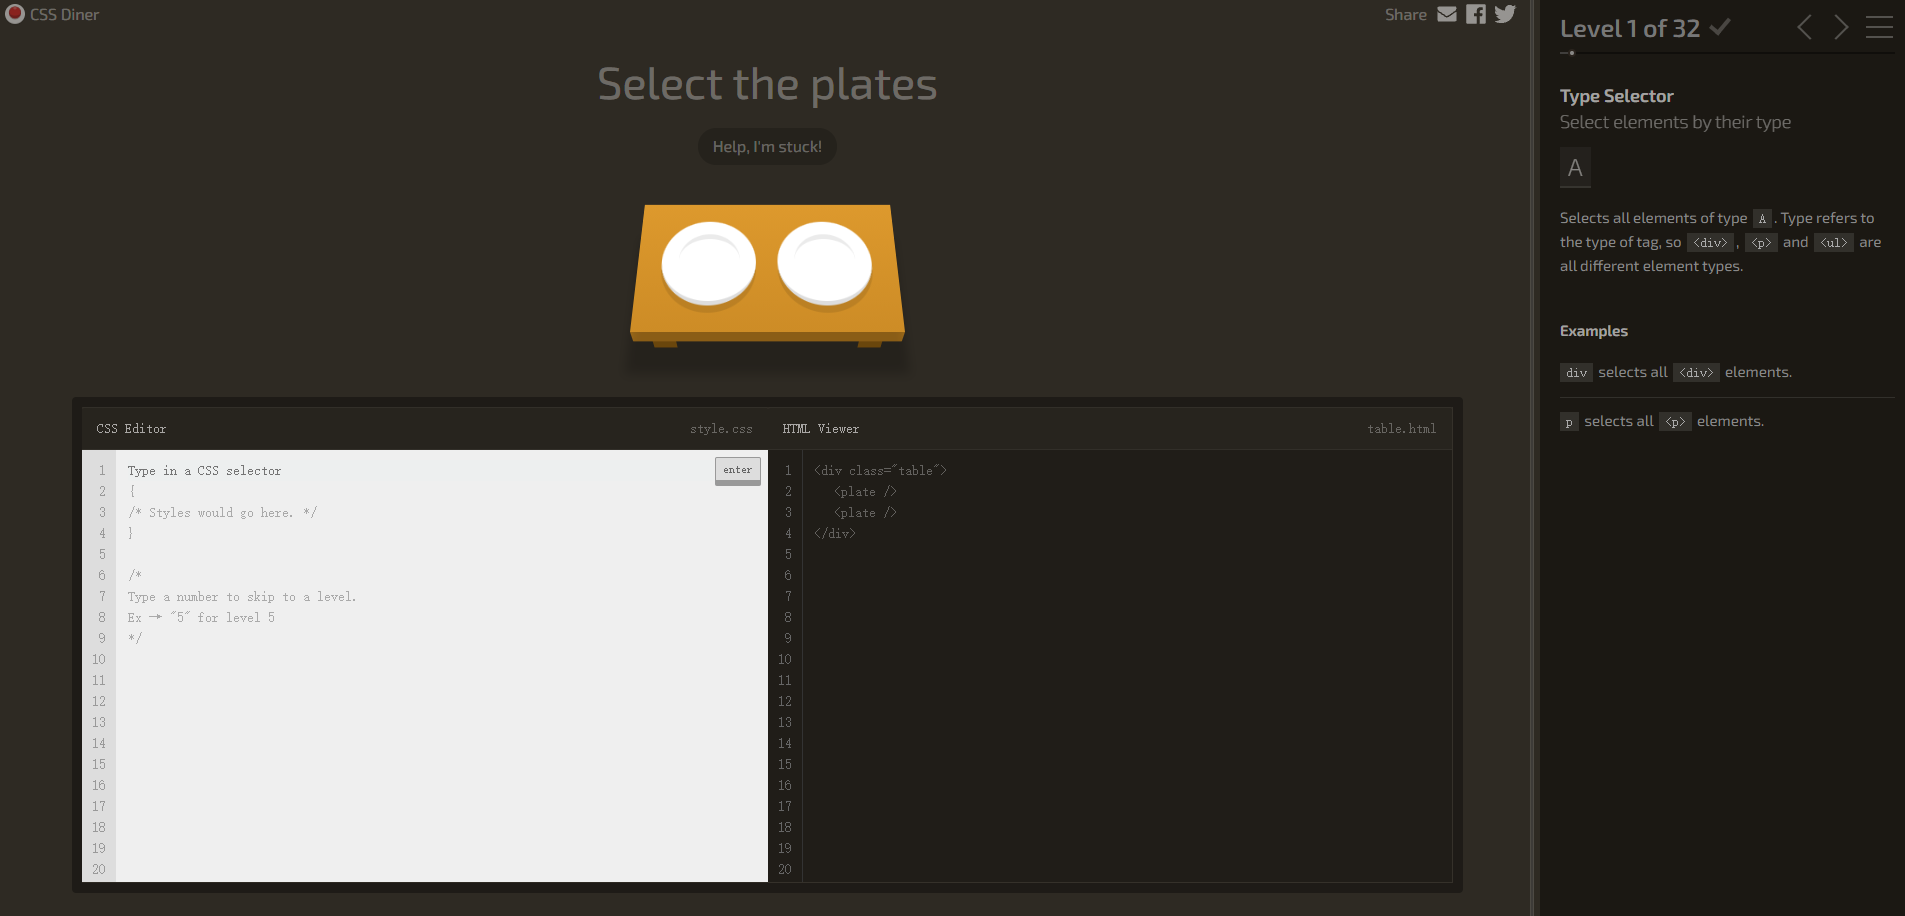 CSS Diner
Share
Select the plates
Help, I'm stuck!
CSS Editor
style.css
1 Type in a CSS selector
enter
2 {
3 /* Styles would go here. */
4 }
5
6 /*
7 Type a number to skip to a level.
8 Ex → "5" for level 5
9 */
10
11
12
13
14
15
16
17
18
19
20
HTML Viewer
table.html
1 <div class="table">
2 <plate />
3 <plate />
4 </div>
5
6
7
8
9
10
11
12
13
14
15
16
17
18
19
20
Level 1 of 32
Type Selector
Select elements by their type
A
Selects all elements of type A. Type refers to
the type of tag, so <div>, <p> and <ul> are
all different element types.
Examples
div selects all <div> elements.
p selects all <p> elements.